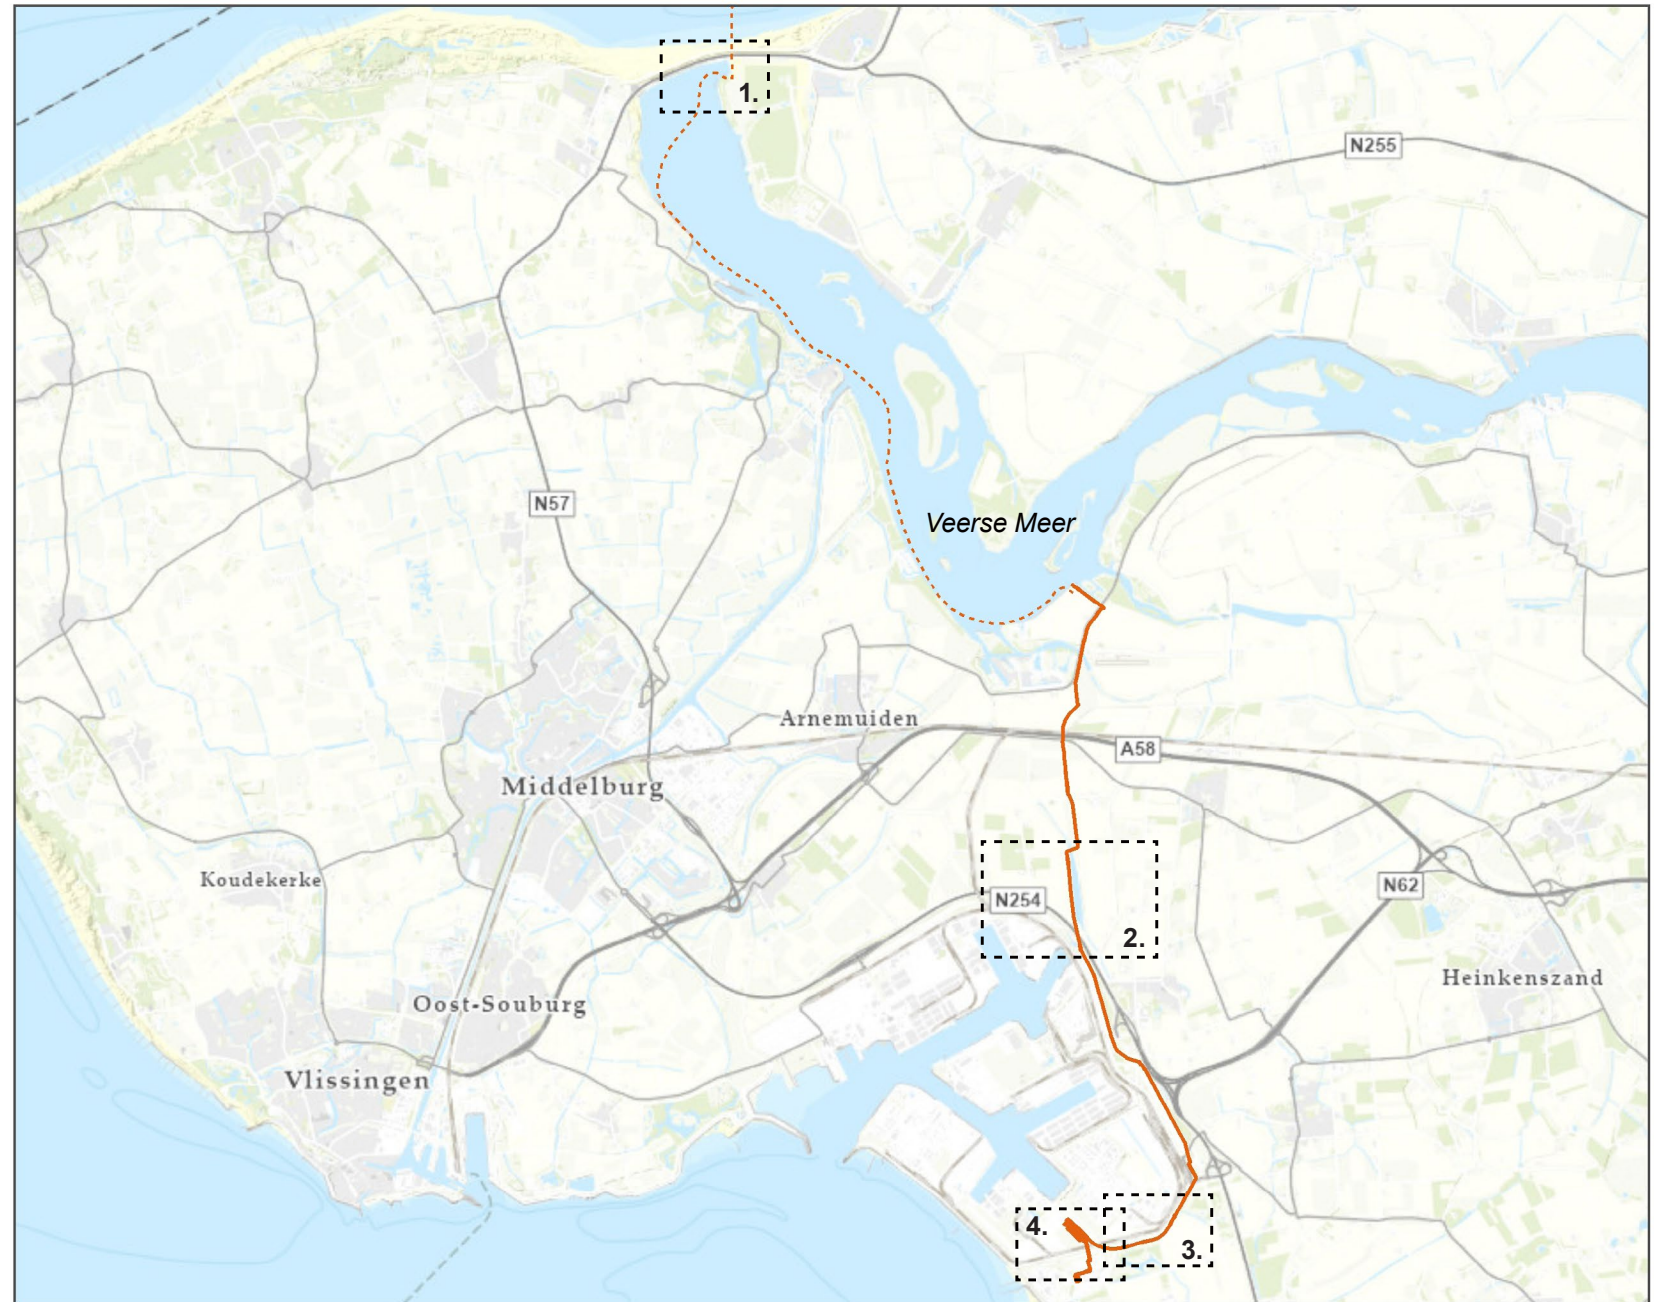 1.
N255
N57
Veerse Meer
Arnemuiden
A58
Middelburg
Koudekerke
N62
N254
2.
Heinkenszand
Oost-Souburg
Vlissingen
4.
3.